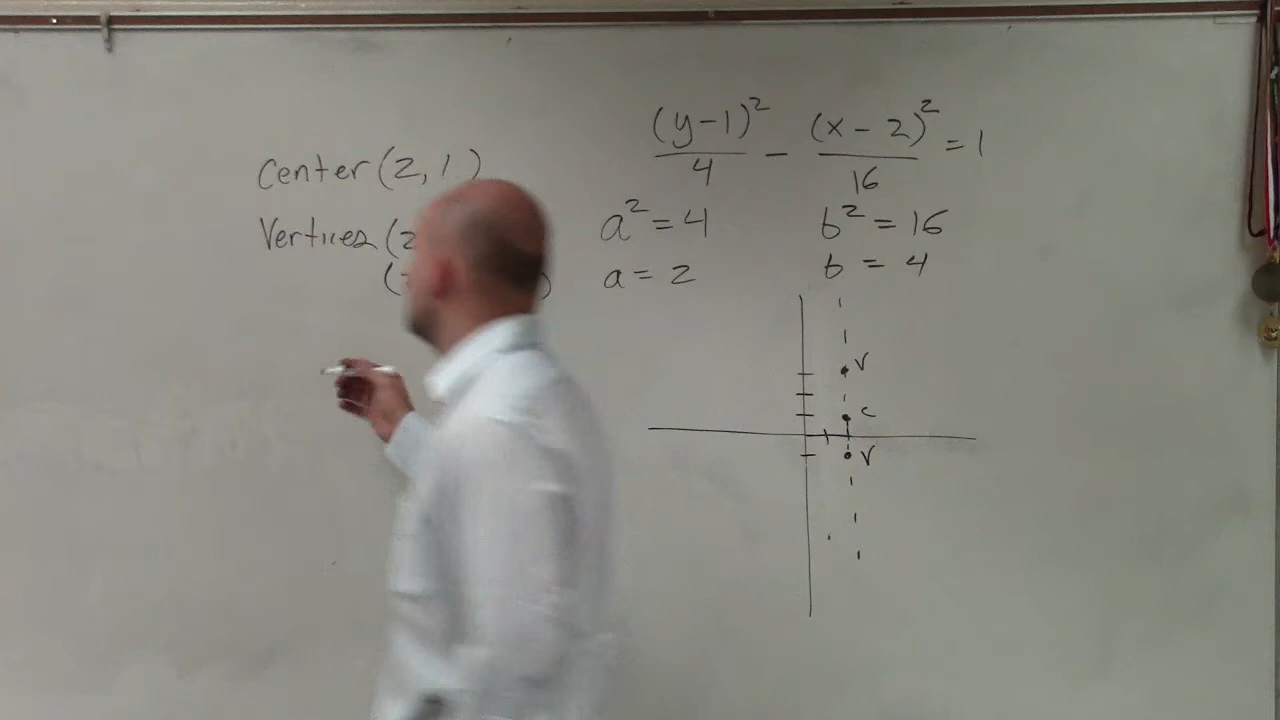 (y-1)²/4 - (x-2)²/16 = 1
Center (2, 1)
Vertices (2
a² = 4 b² = 16
a = 2 b = 4
V
C
V